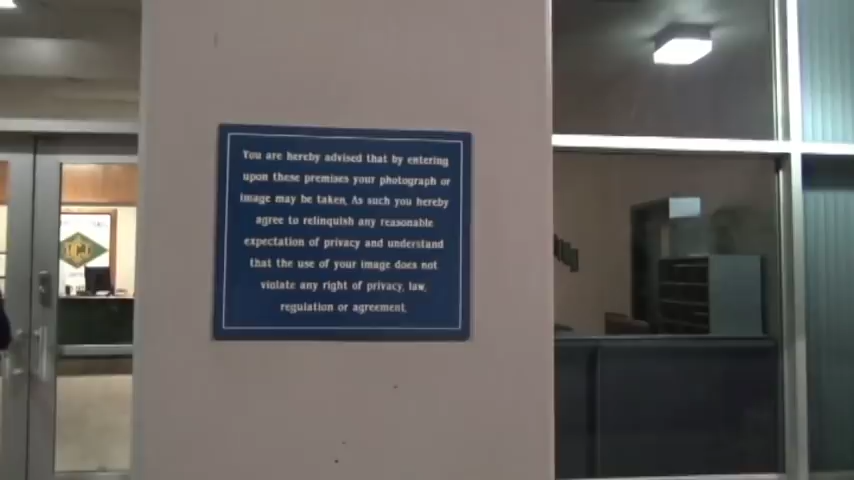 You are hereby advised that by entering
upon these premises your photograph or
image may be taken. As such you hereby
agree to relinquish any reasonable
expectation of privacy and understand
that the use of your image does not
violate any right of privacy, law,
regulation or agreement.